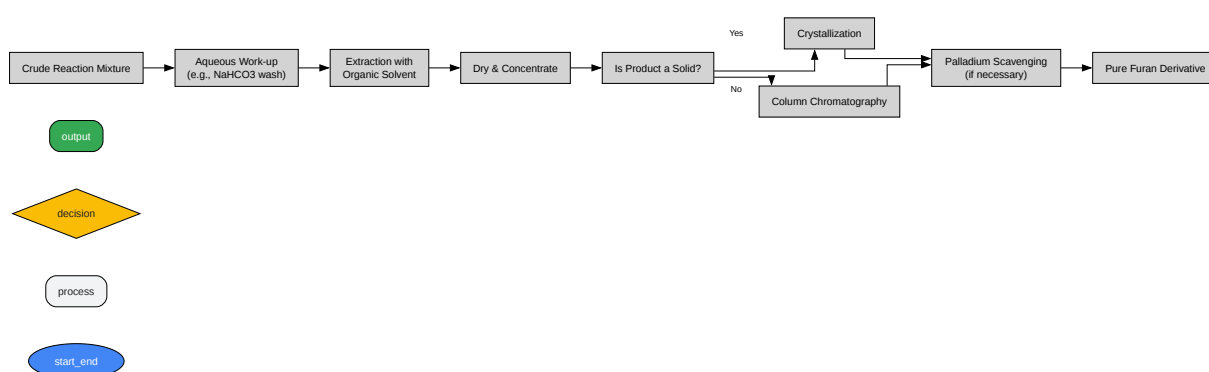 Crude Reaction Mixture
Aqueous Work-up
(e.g., NaHCO3 wash)
Extraction with
Organic Solvent
Dry & Concentrate
Is Product a Solid?
Yes
No
Crystallization
Column Chromatography
Palladium Scavenging
(if necessary)
Pure Furan Derivative
output
decision
process
start_end